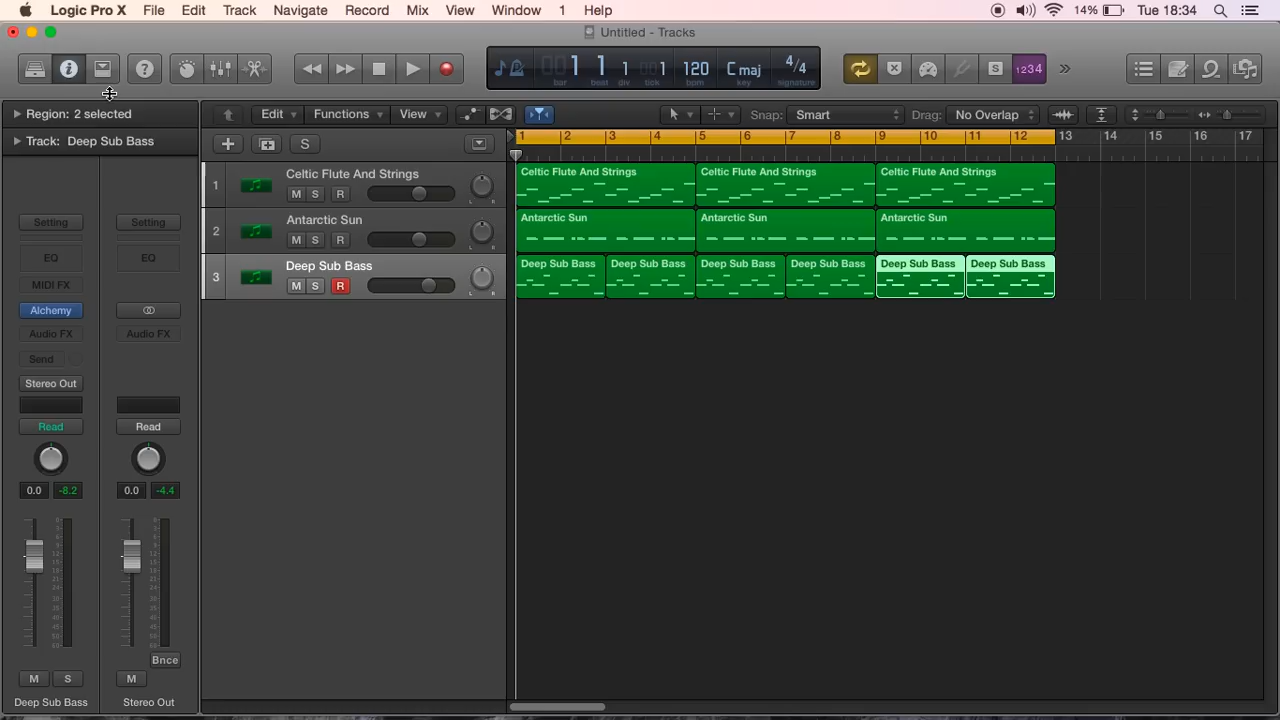 Logic Pro X File Edit Track Record Navigate Mix View Window 1 Help 14% Tue 18:34
Untitled - Tracks
1 1 1 1 120 C maj 4/4
bar beat div tick bpm key signature
S 1234
Region: 2 selected
Edit Functions View Snap: Smart Drag: No Overlap
Track: Deep Sub Bass
S
1 2 3 4 5 6 7 8 9 10 11 12 13 14 15 16 17
1 Celtic Flute And Strings
M S R L R
Celtic Flute And Strings Celtic Flute And Strings Celtic Flute And Strings
2 Antarctic Sun
M S R L R
Antarctic Sun Antarctic Sun Antarctic Sun
3 Deep Sub Bass
M S R L R
Deep Sub Bass Deep Sub Bass Deep Sub Bass Deep Sub Bass Deep Sub Bass Deep Sub Bass
Setting Setting
EQ EQ
MIDI FX
Alchemy
Audio FX Audio FX
Send
Stereo Out
Read Read
0.0 -8.2 0.0 -4.4
Bnce
M S M
Deep Sub Bass Stereo Out